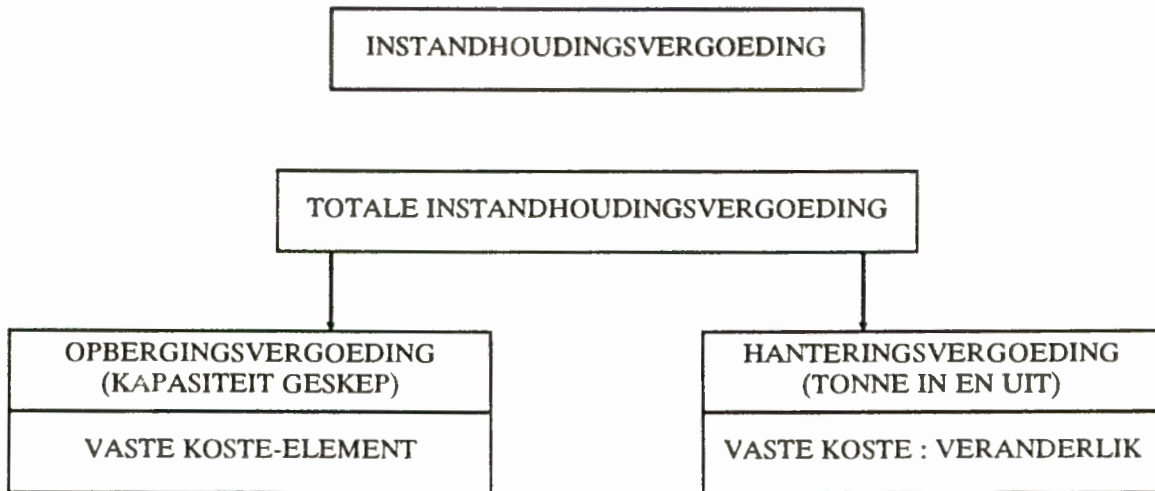 INSTANDHOUDINGSVERGOEDING
TOTALE INSTANDHOUDINGSVERGOEDING
OPBERGINGSVERGOEDING
(KAPASITEIT GESKEP)
VASTE KOSTE-ELEMENT
HANTERINGSVERGOEDING
(TONNE IN EN UIT)
VASTE KOSTE : VERANDERLIK